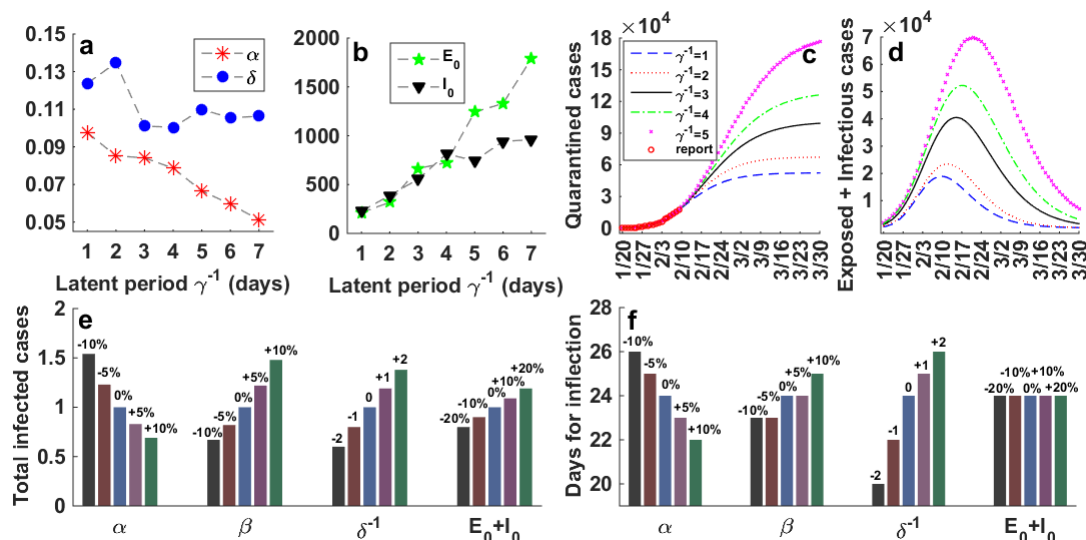 a
α
δ
0.15
0.13
0.11
0.09
0.07
0.05
1 2 3 4 5 6 7
Latent period γ⁻¹ (days)
b
E₀
I₀
2000
1500
1000
500
0
1 2 3 4 5 6 7
Latent period γ⁻¹ (days)
×10⁴
c
Quarantined cases
18
15
12
9
6
3
0
γ⁻¹=1
γ⁻¹=2
γ⁻¹=3
γ⁻¹=4
γ⁻¹=5
report
1/20 1/27 2/3 2/10 2/17 2/24 3/2 3/9 3/16 3/23 3/30
×10⁴
d
Exposed + Infectious cases
7
6
5
4
3
2
1
0
1/20 1/27 2/3 2/10 2/17 2/24 3/2 3/9 3/16 3/23 3/30
e
Total infected cases
2
1.5
1
0.5
0
-10% -5% 0% +5% +10%
-10% -5% 0% +5% +10%
-2 -1 0 +1 +2
-20% -10% 0% +10% +20%
α β δ⁻¹ E₀+I₀
f
Days for inflection
28
26
24
22
20
-10% -5% 0% +5% +10%
-10% -5% 0% +5% +10%
-2 -1 0 +1 +2
-20% -10% 0% +10% +20%
α β δ⁻¹ E₀+I₀